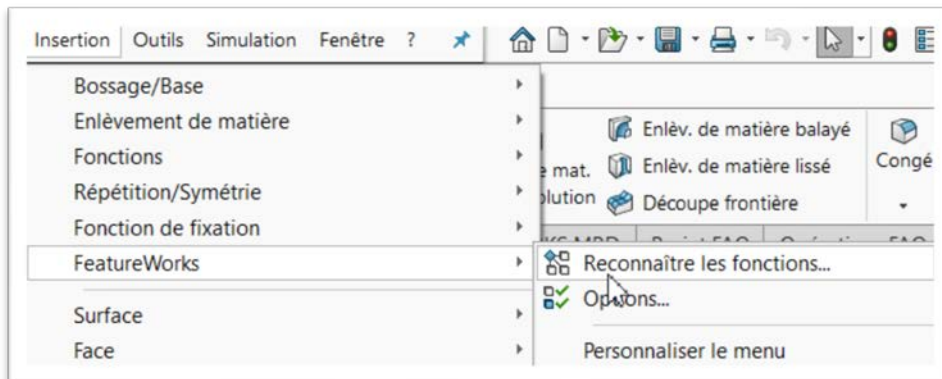 Insertion Outils Simulation Fenêtre ?
Bossage/Base
Enlèvement de matière
Fonctions
Répétition/Symétrie
Fonction de fixation
FeatureWorks
Surface
Face
Enlèv. de matière balayé
Enlèv. de matière lissé
Découpe frontière
mat.
Congé
Reconnaître les fonctions...
Options...
Personnaliser le menu